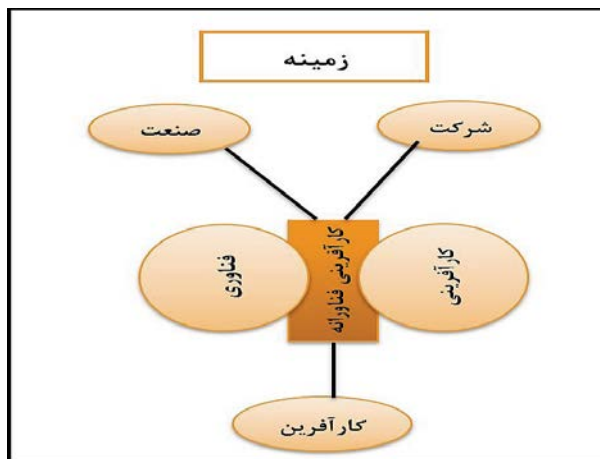 زمینه
شرکت
صنعت
کارآفرینی
کارآفرینی فناورانه
فناوری
کارآفرین